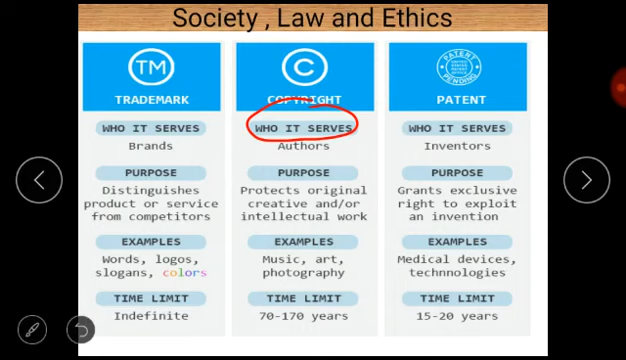 Society , Law and Ethics
TM
TRADEMARK
WHO IT SERVES
Brands
PURPOSE
Distinguishes
product or service
from competitors
EXAMPLES
Words, logos,
slogans, colors
TIME LIMIT
Indefinite
C
COPYRIGHT
WHO IT SERVES
Authors
PURPOSE
Protects original
creative and/or
intellectual work
EXAMPLES
Music, art,
photography
TIME LIMIT
70-170 years
PATENT
PENDING
PATENT
WHO IT SERVES
Inventors
PURPOSE
Grants exclusive
right to exploit
an invention
EXAMPLES
Medical devices,
technnologies
TIME LIMIT
15-20 years